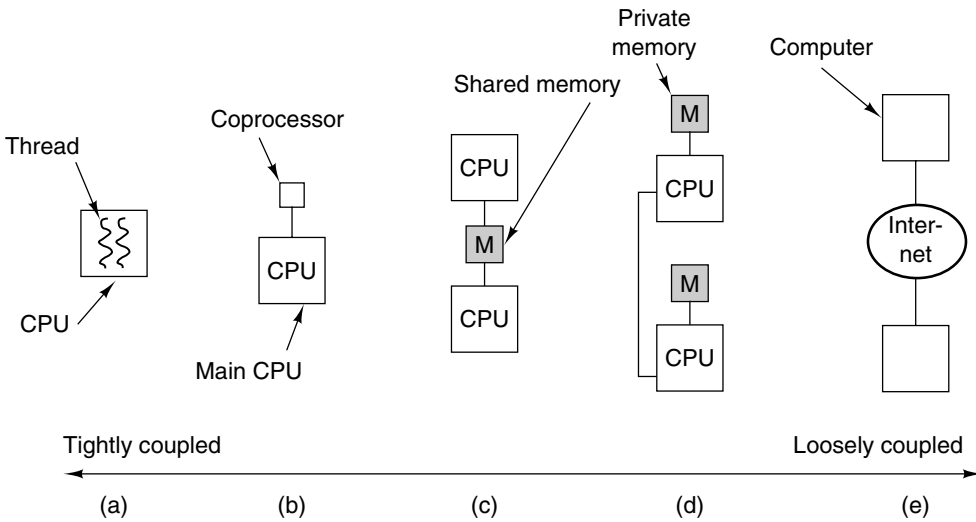 Private
memory
Computer
Shared memory
Coprocessor
Thread
M
CPU
CPU
M
CPU
Inter-
net
CPU
M
CPU
CPU
CPU
Main CPU
Tightly coupled
Loosely coupled
(a)
(b)
(c)
(d)
(e)